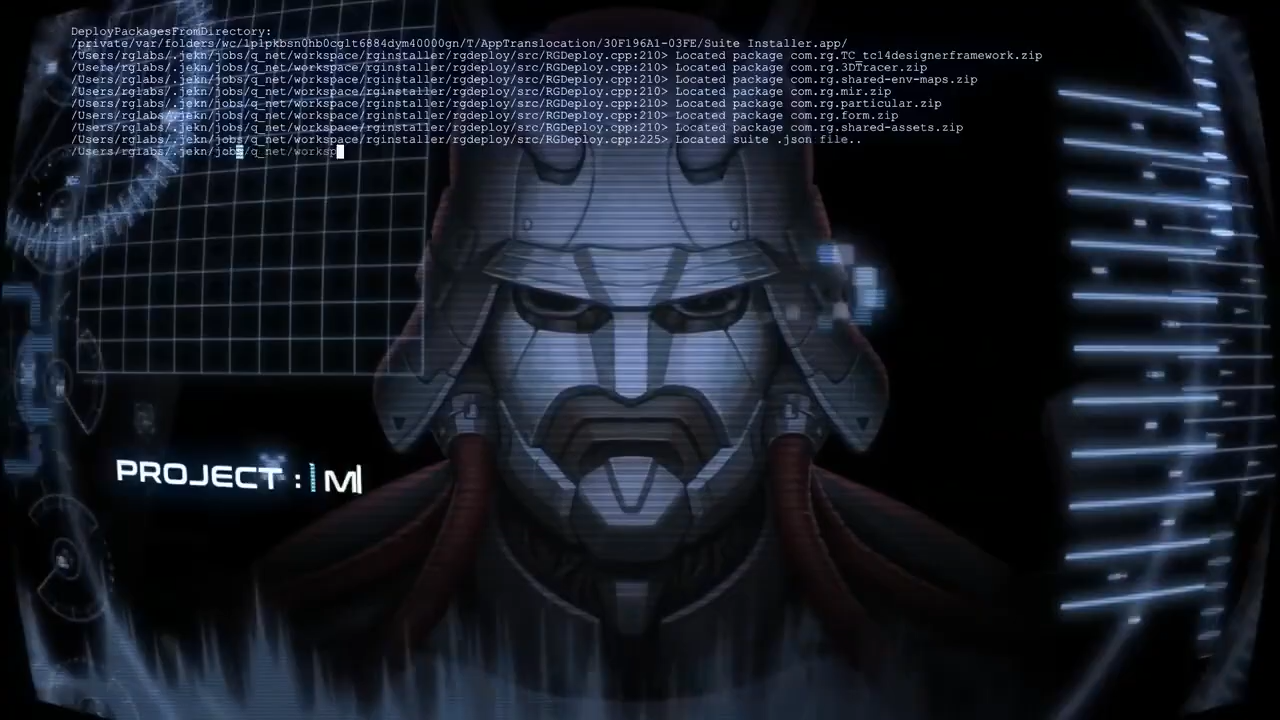 DeployPackagesFromDirectory:
/private/var/folders/wc/1p1pkbsn0hb0cglt6884dym40000gn/T/AppTranslocation/30F196A1-03FE/Suite Installer.app/
/Users/rglabs/.jekn/jobs/q_net/workspace/rginstaller/rgdeploy/src/RGDeploy.cpp:210> Located package com.rg.TC_tc14designerframework.zip
/Users/rglabs/.jekn/jobs/q_net/workspace/rginstaller/rgdeploy/src/RGDeploy.cpp:210> Located package com.rg.3DTracer.zip
/Users/rglabs/.jekn/jobs/q_net/workspace/rginstaller/rgdeploy/src/RGDeploy.cpp:210> Located package com.rg.shared-env-maps.zip
/Users/rglabs/.jekn/jobs/q_net/workspace/rginstaller/rgdeploy/src/RGDeploy.cpp:210> Located package com.rg.mir.zip
/Users/rglabs/.jekn/jobs/q_net/workspace/rginstaller/rgdeploy/src/RGDeploy.cpp:210> Located package com.rg.particular.zip
/Users/rglabs/.jekn/jobs/q_net/workspace/rginstaller/rgdeploy/src/RGDeploy.cpp:210> Located package com.rg.form.zip
/Users/rglabs/.jekn/jobs/q_net/workspace/rginstaller/rgdeploy/src/RGDeploy.cpp:210> Located package com.rg.shared-assets.zip
/Users/rglabs/.jekn/jobs/q_net/workspace/rginstaller/rgdeploy/src/RGDeploy.cpp:225> Located suite .json file..
/Users/rglabs/.jekn/jobs/q_net/worksp
PROJECT : M